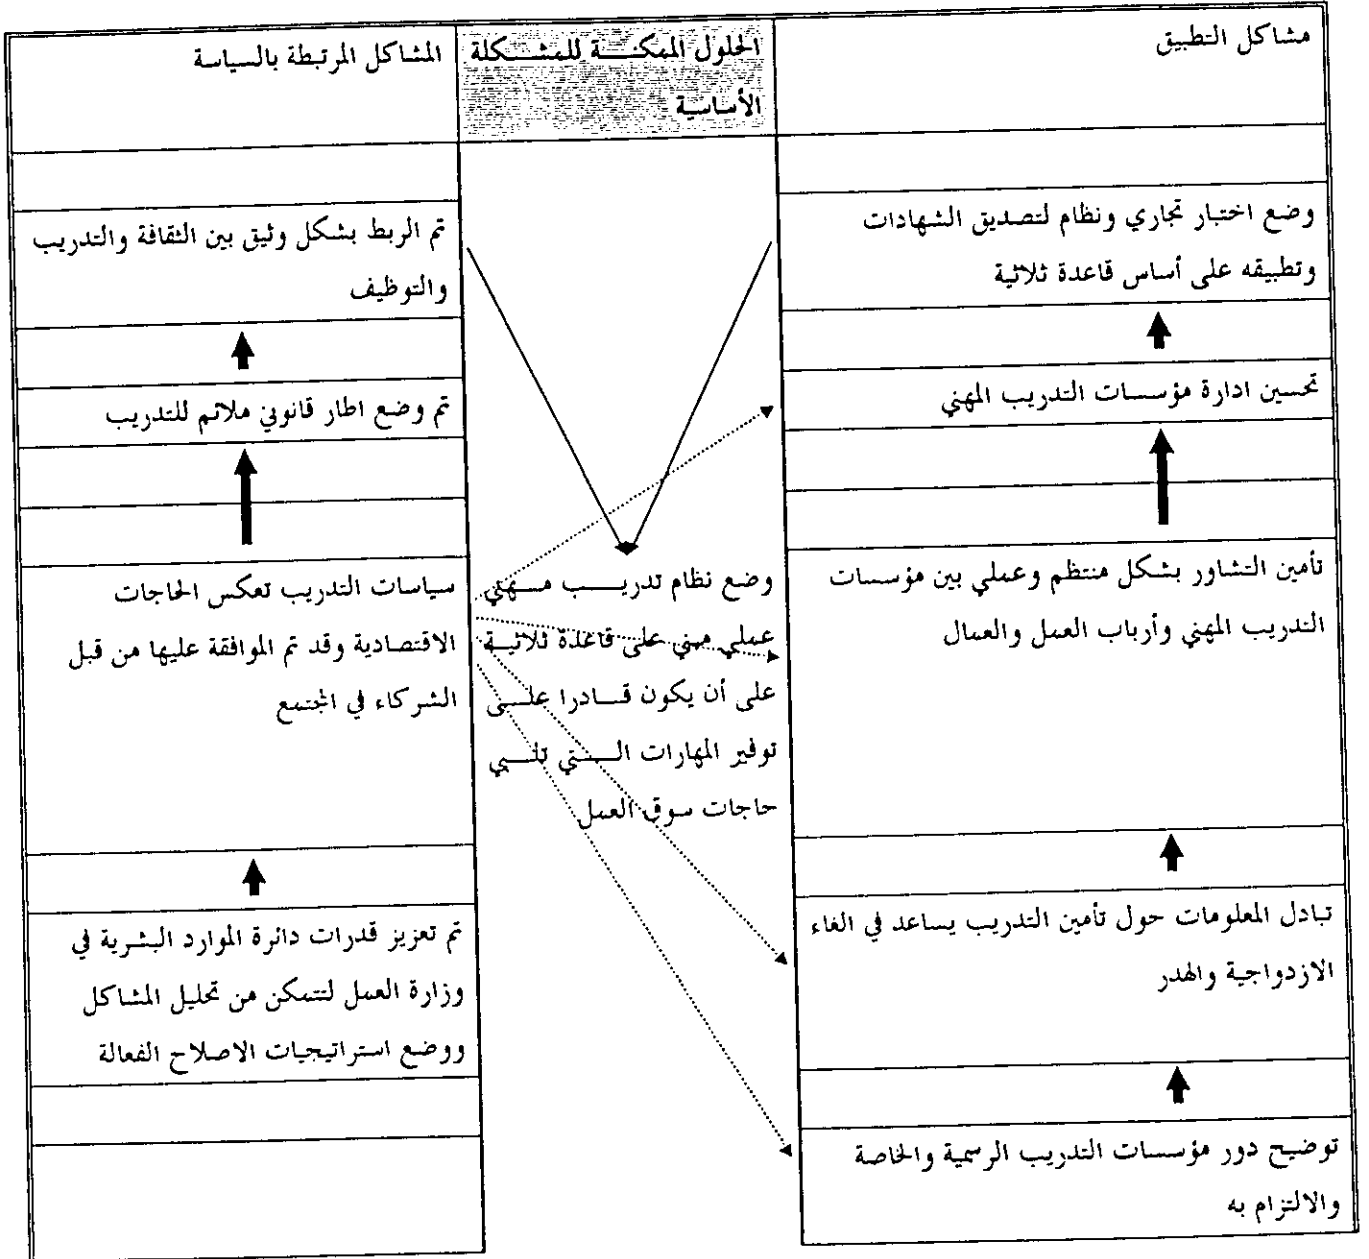 مشاكل التطبيق
الحلول الممكنة للمشكلة
الأساسية
المشاكل المرتبطة بالسياسة
وضع اختبار تجاري ونظام لتصديق الشهادات
وتطبيقه على أساس قاعدة ثلاثية
تحسين ادارة مؤسسات التدريب المهني
تأمين التشاور بشكل منتظم وعملي بين مؤسسات
التدريب المهني وأرباب العمل والعمال
تبادل المعلومات حول تأمين التدريب يساعد في الغاء
الازدواجية والهدر
توضيح دور مؤسسات التدريب الرسمية والخاصة
والالتزام به
وضع نظام تدريب مهني
عملي مبني على قاعدة ثلاثية
على أن يكون قادرا على
توفير المهارات التي تلبي
حاجات سوق العمل
تم الربط بشكل وثيق بين الثقافة والتدريب
والتوظيف
تم وضع اطار قانوني ملائم للتدريب
سياسات التدريب تعكس الحاجات
الاقتصادية وقد تم الموافقة عليها من قبل
الشركاء في المجتمع
تم تعزيز قدرات دائرة الموارد البشرية في
وزارة العمل لتتمكن من تحليل المشاكل
ووضع استراتيجيات الاصلاح الفعالة